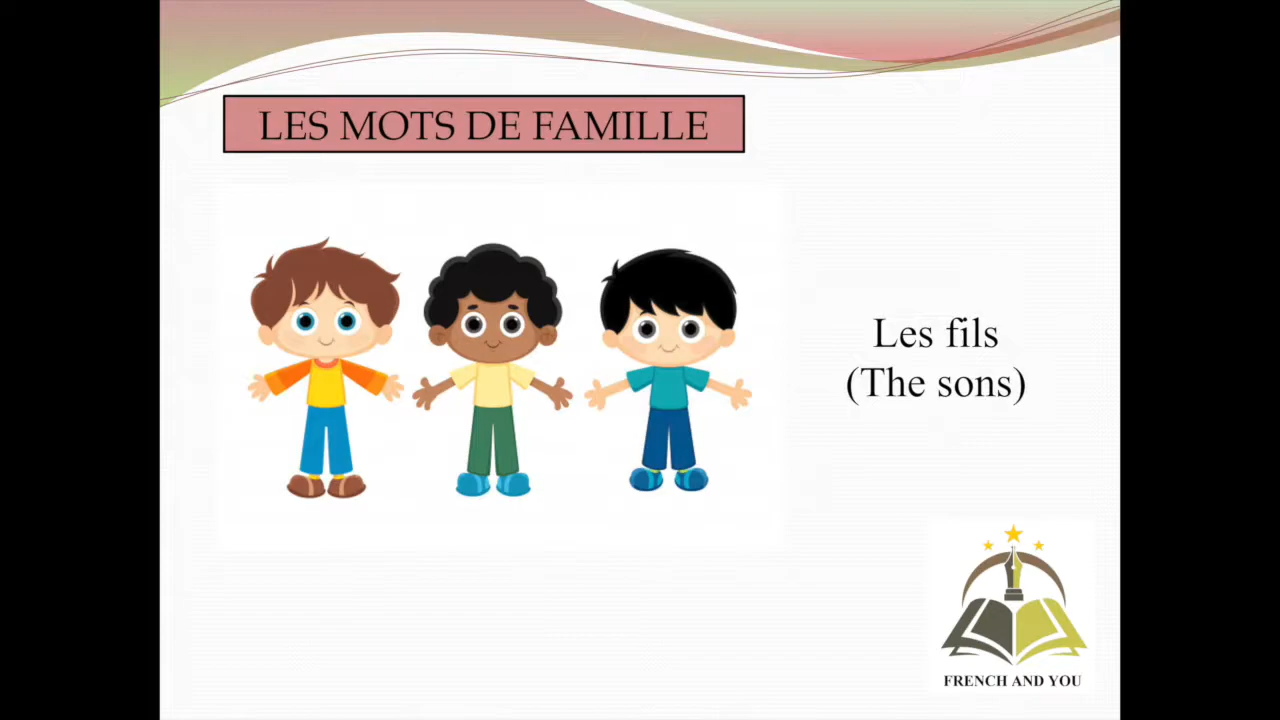 LES MOTS DE FAMILLE
Les fils
(The sons)
FRENCH AND YOU